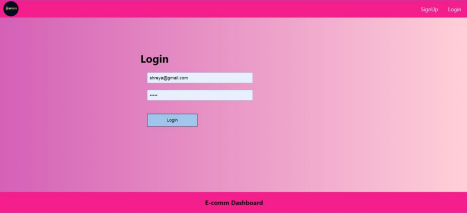 SignUp Login
Login
shreya@gmail.com
•••••
Login
E-comm Dashboard